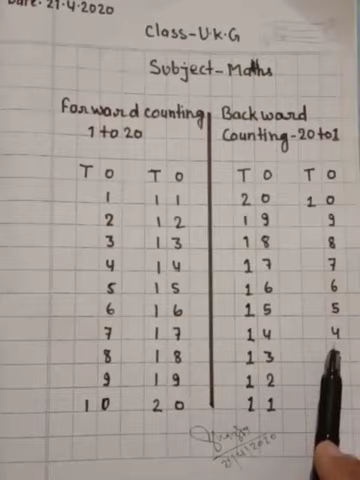 Date. 21.4.2020
Class-U.K.G
Subject-Maths
Forward counting
1 to 20
Backward
Counting-20 to 1
T O T O T O T O
1 1 1 2 0 1 0
2 1 2 1 9 9
3 1 3 1 8 8
4 1 4 1 7 7
5 1 5 1 6 6
6 1 6 1 5 5
7 1 7 1 4 4
8 1 8 1 3
9 1 9 1 2
1 0 2 0 1 1
21/4/2020